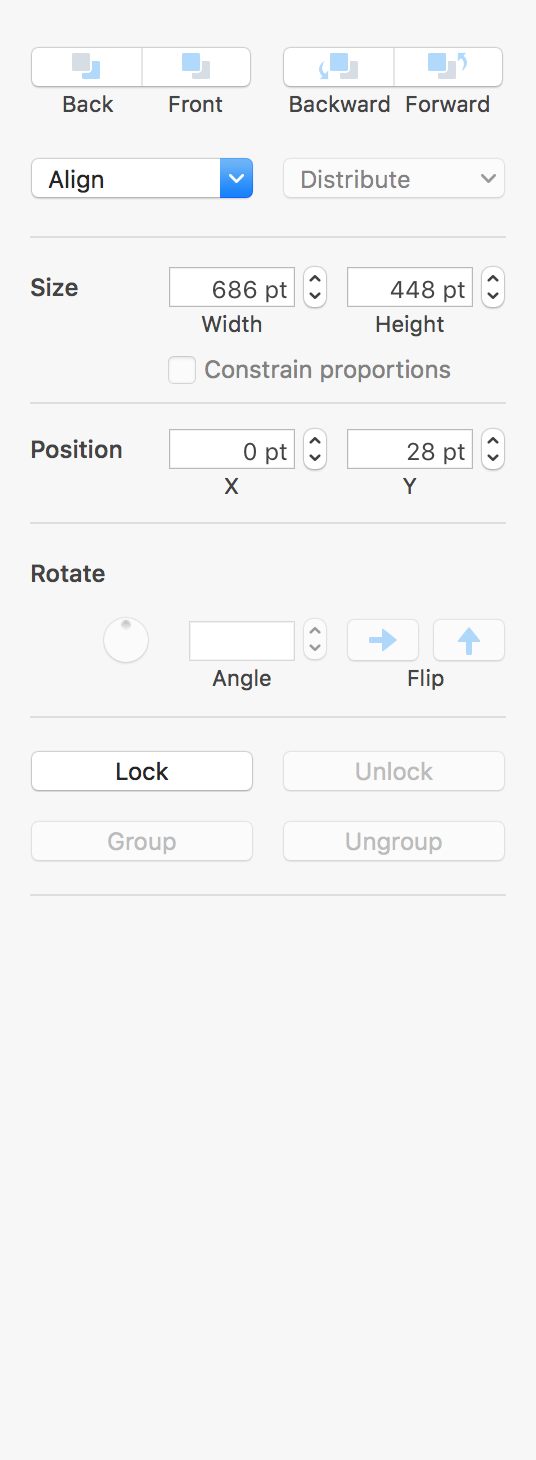 Back Front Backward Forward
Align Distribute
Size 686 pt 448 pt
Width Height
Constrain proportions
Position 0 pt 28 pt
X Y
Rotate
Angle Flip
Lock Unlock
Group Ungroup